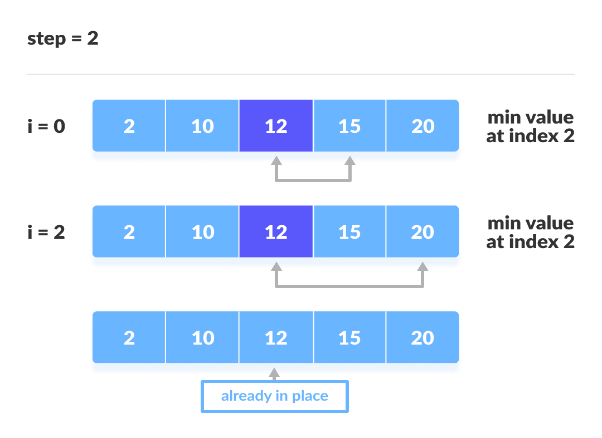 step = 2
i = 0
2 10 12 15 20
min value
at index 2
i = 2
2 10 12 15 20
min value
at index 2
2 10 12 15 20
already in place